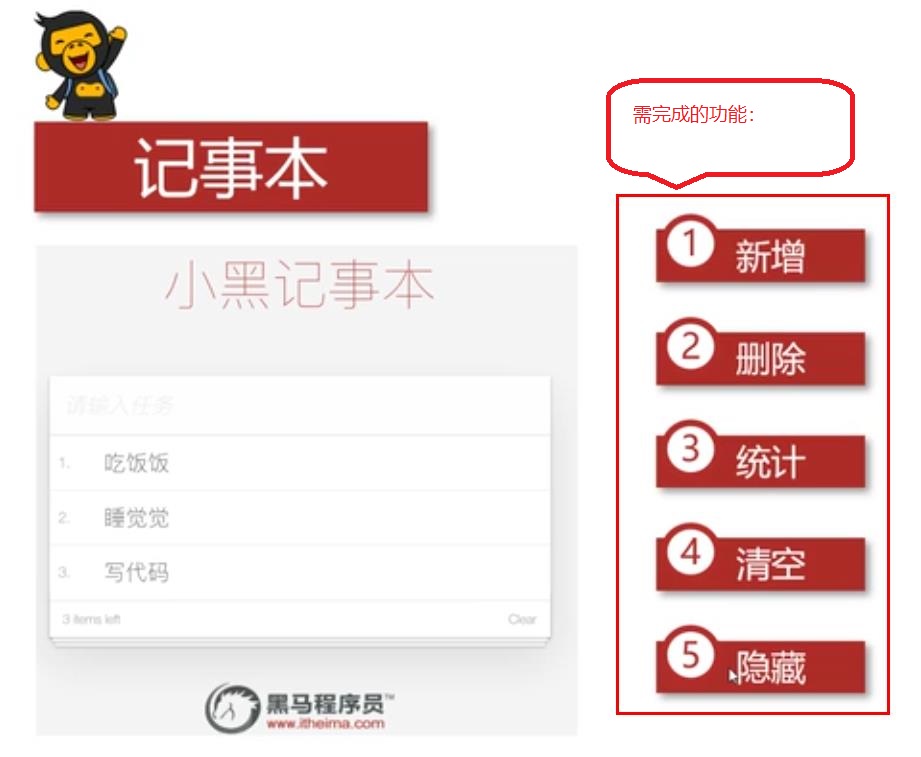 记事本
小黑记事本
请输入任务
1. 吃饭饭
2. 睡觉觉
3. 写代码
3 items left Clear
黑马程序员™
www.itheima.com
需完成的功能：
1 新增
2 删除
3 统计
4 清空
5 隐藏